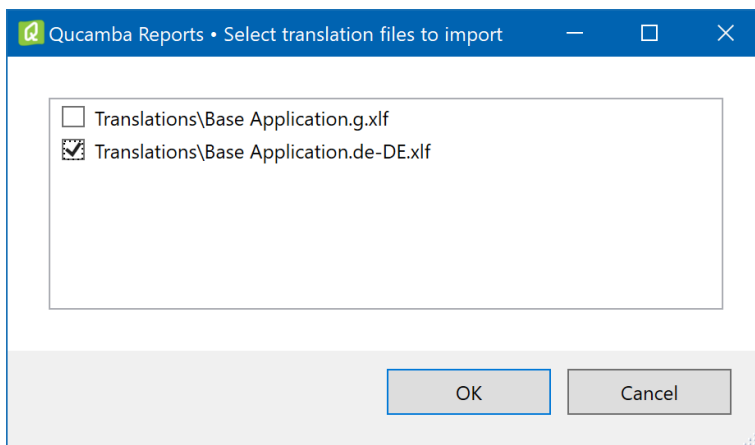 Qucamba Reports • Select translation files to import
Translations\Base Application.g.xlf
Translations\Base Application.de-DE.xlf
OK
Cancel